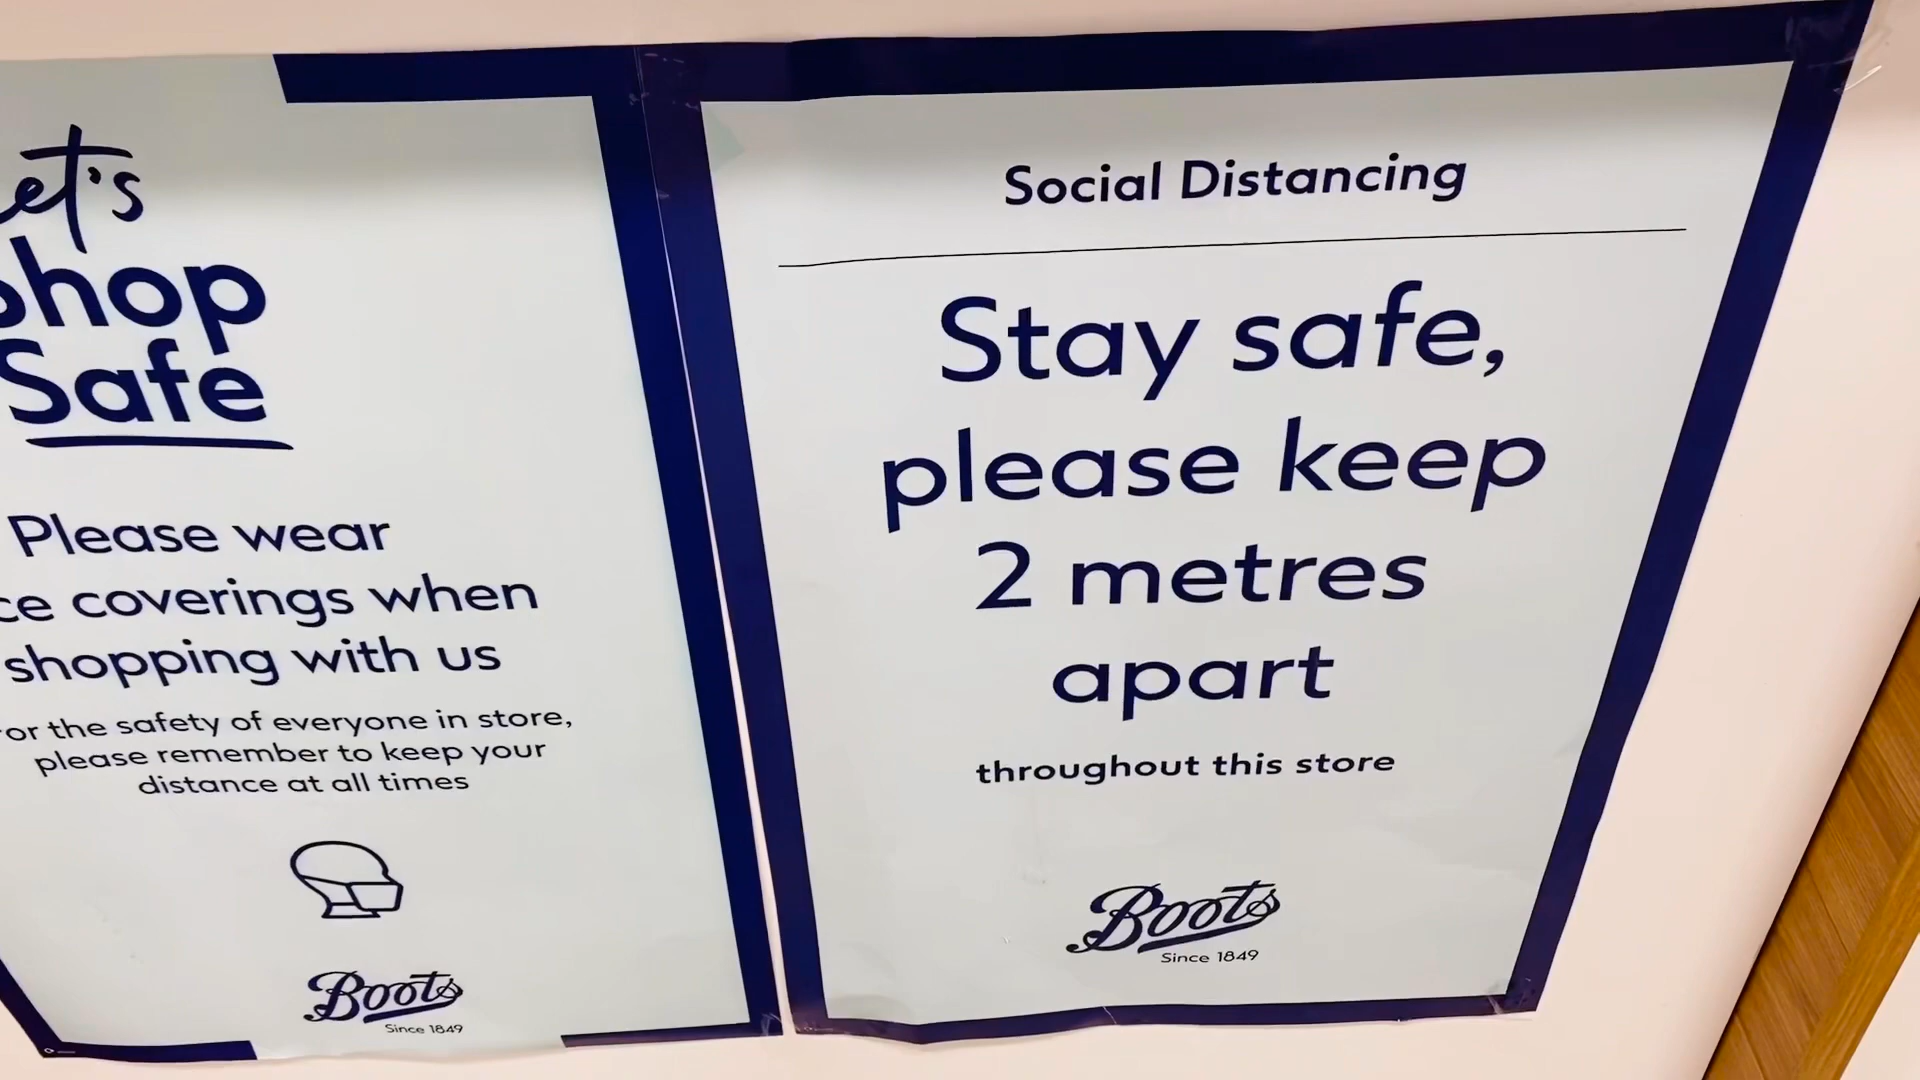 et's
Shop
Safe
Please wear
ce coverings when
shopping with us
or the safety of everyone in store,
please remember to keep your
distance at all times
Boots
Since 1849
Social Distancing
Stay safe,
please keep
2 metres
apart
throughout this store
Boots
Since 1849